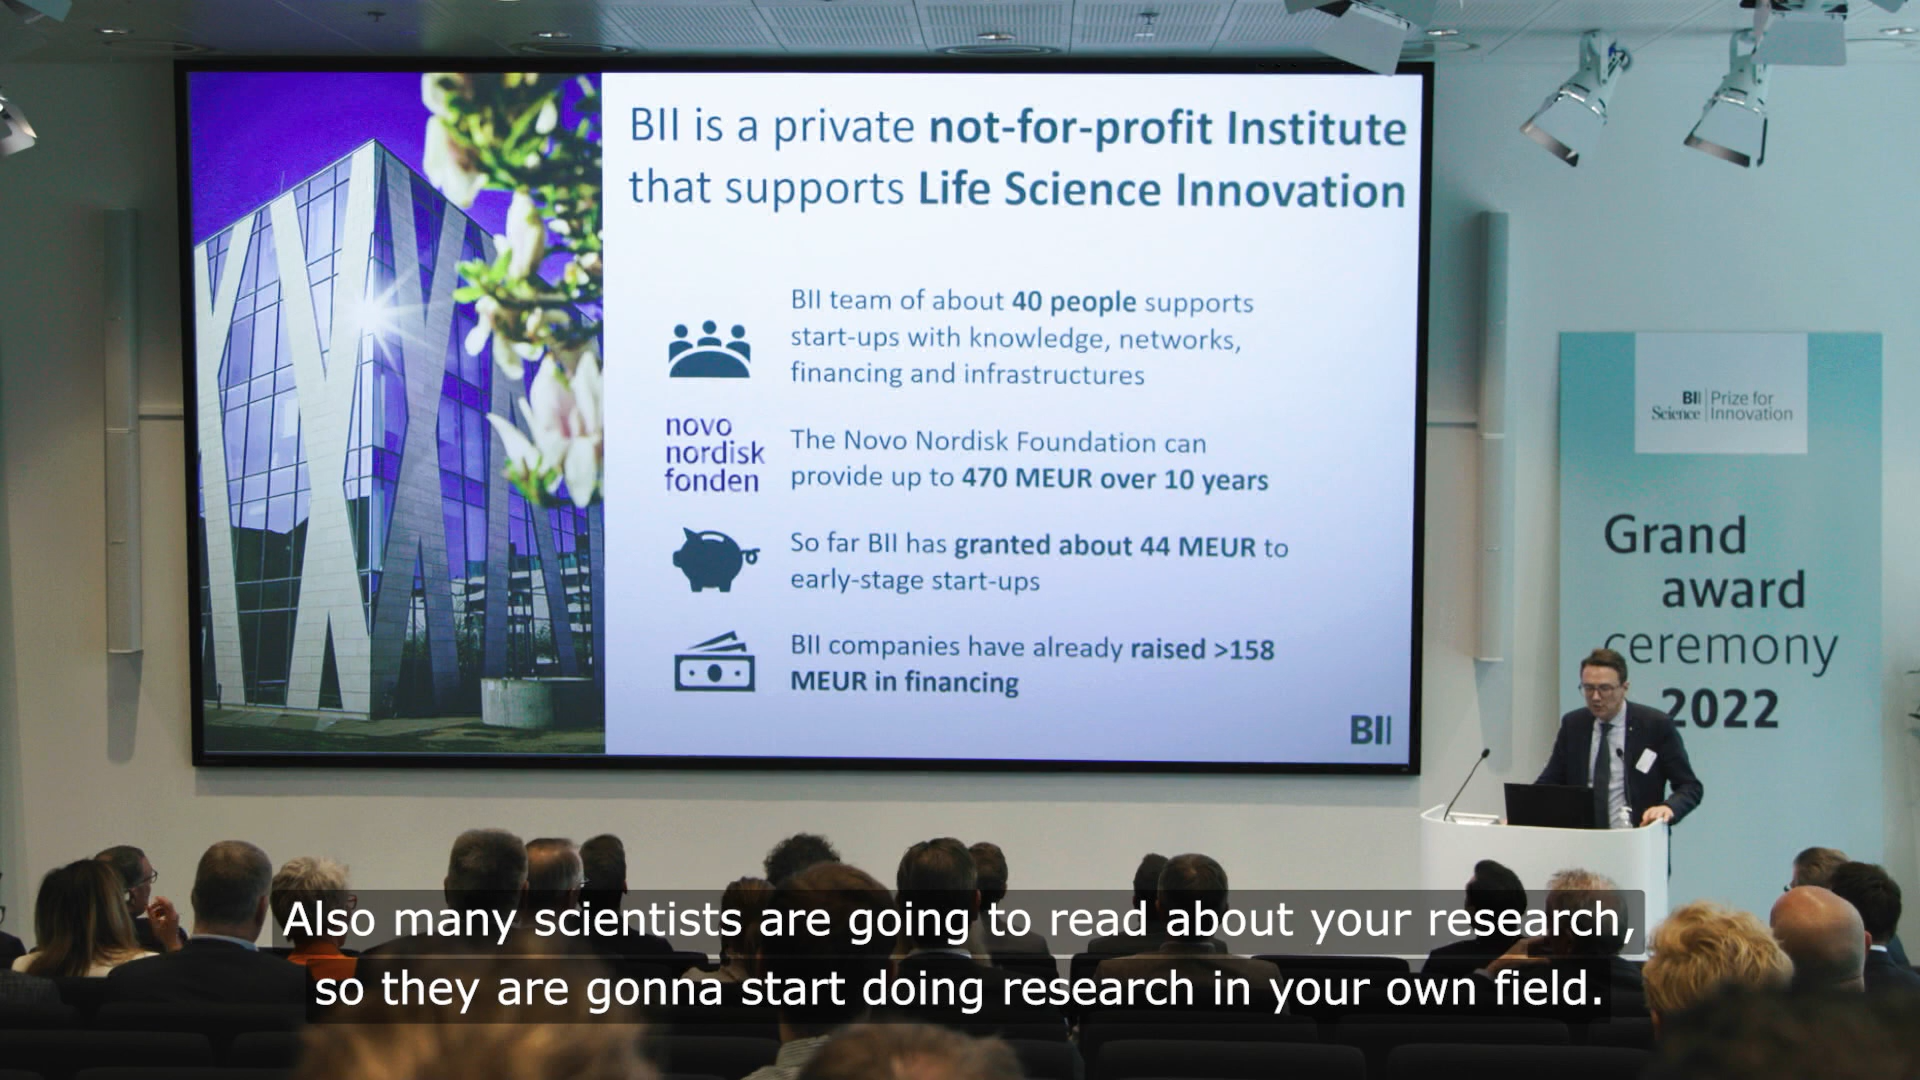 BII is a private not-for-profit Institute
that supports Life Science Innovation
BII team of about 40 people supports
start-ups with knowledge, networks,
financing and infrastructures
novo
nordisk
fonden
The Novo Nordisk Foundation can
provide up to 470 MEUR over 10 years
So far BII has granted about 44 MEUR to
early-stage start-ups
BII companies have already raised >158
MEUR in financing
BII
BII Prize for
Science Innovation
Grand
award
ceremony
2022
Also many scientists are going to read about your research,
so they are gonna start doing research in your own field.